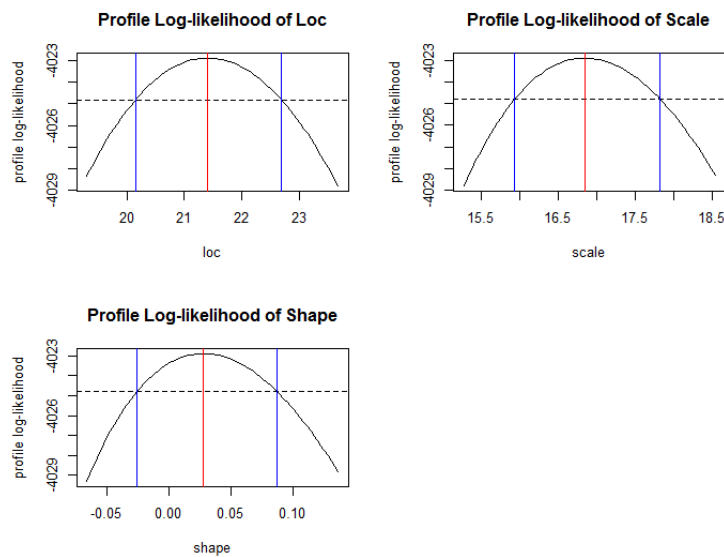 Profile Log-likelihood of Loc
profile log-likelihood
-4029 -4026 -4023
20 21 22 23
loc
Profile Log-likelihood of Scale
profile log-likelihood
-4029 -4026 -4023
15.5 16.5 17.5 18.5
scale
Profile Log-likelihood of Shape
profile log-likelihood
-4029 -4026 -4023
-0.05 0.00 0.05 0.10
shape